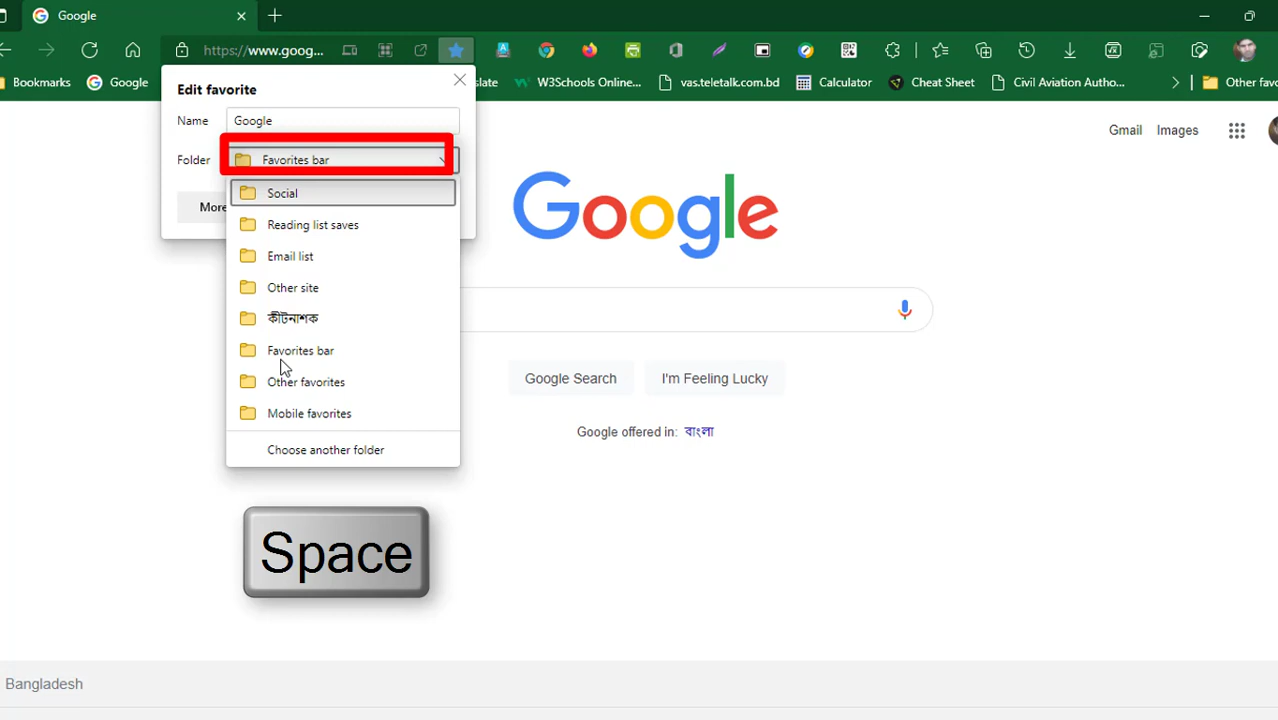 Google
https://www.goog...
Bookmarks
Google
slate
W3Schools Online...
vas.teletalk.com.bd
Calculator
Cheat Sheet
Civil Aviation Autho...
Other favo
Edit favorite
Name
Google
Folder
Favorites bar
More
Social
Reading list saves
Email list
Other site
কীটনাশক
Favorites bar
Other favorites
Mobile favorites
Choose another folder
Gmail
Images
Google
Google Search
I'm Feeling Lucky
Google offered in: বাংলা
Space
Bangladesh